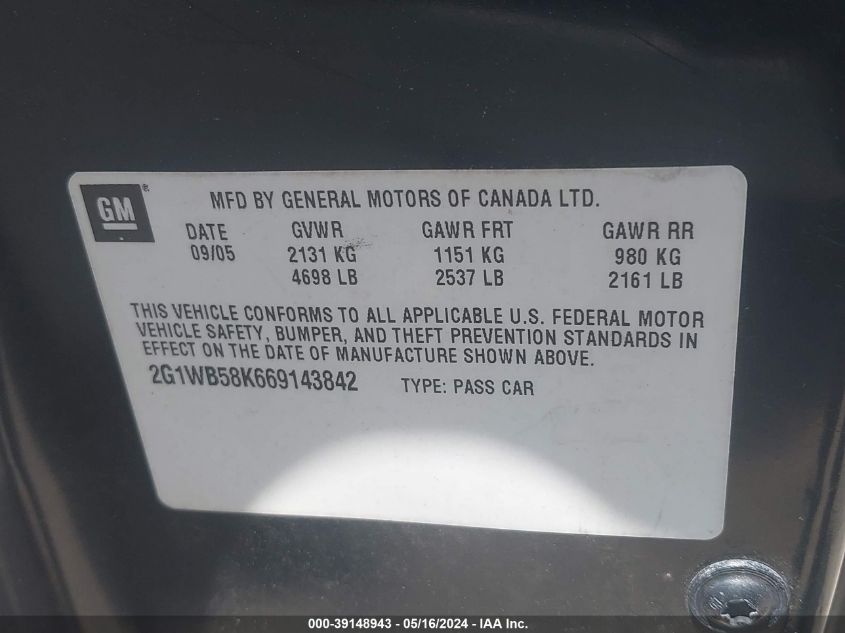 GM®
MFD BY GENERAL MOTORS OF CANADA LTD.
DATE GVWR GAWR FRT GAWR RR
09/05 2131 KG 1151 KG 980 KG
4698 LB 2537 LB 2161 LB
THIS VEHICLE CONFORMS TO ALL APPLICABLE U.S. FEDERAL MOTOR
VEHICLE SAFETY, BUMPER, AND THEFT PREVENTION STANDARDS IN
EFFECT ON THE DATE OF MANUFACTURE SHOWN ABOVE.
2G1WB58K669143842 TYPE: PASS CAR
000-39148943 - 05/16/2024 - IAA Inc.